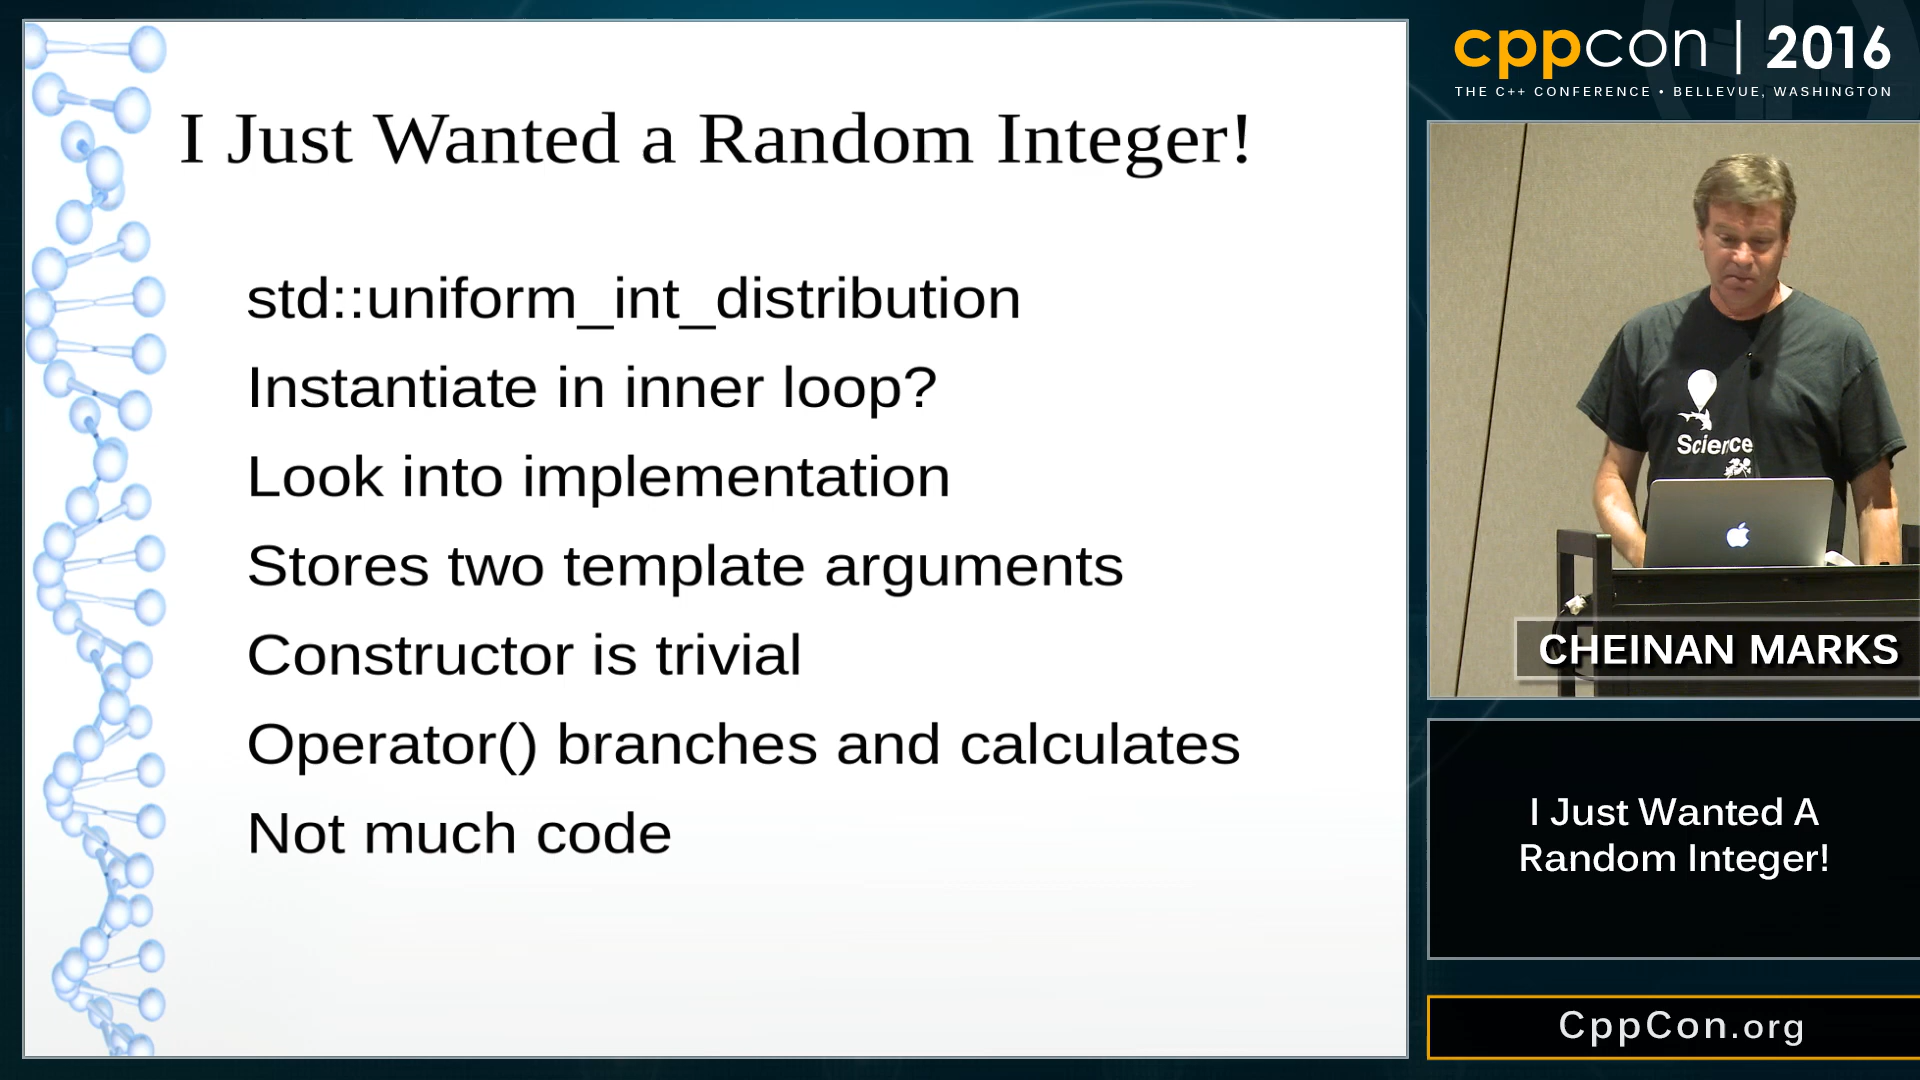 I Just Wanted a Random Integer!
std::uniform_int_distribution
Instantiate in inner loop?
Look into implementation
Stores two template arguments
Constructor is trivial
Operator() branches and calculates
Not much code
cppcon | 2016
THE C++ CONFERENCE • BELLEVUE, WASHINGTON
Science
CHEINAN MARKS
I Just Wanted A
Random Integer!
CppCon.org